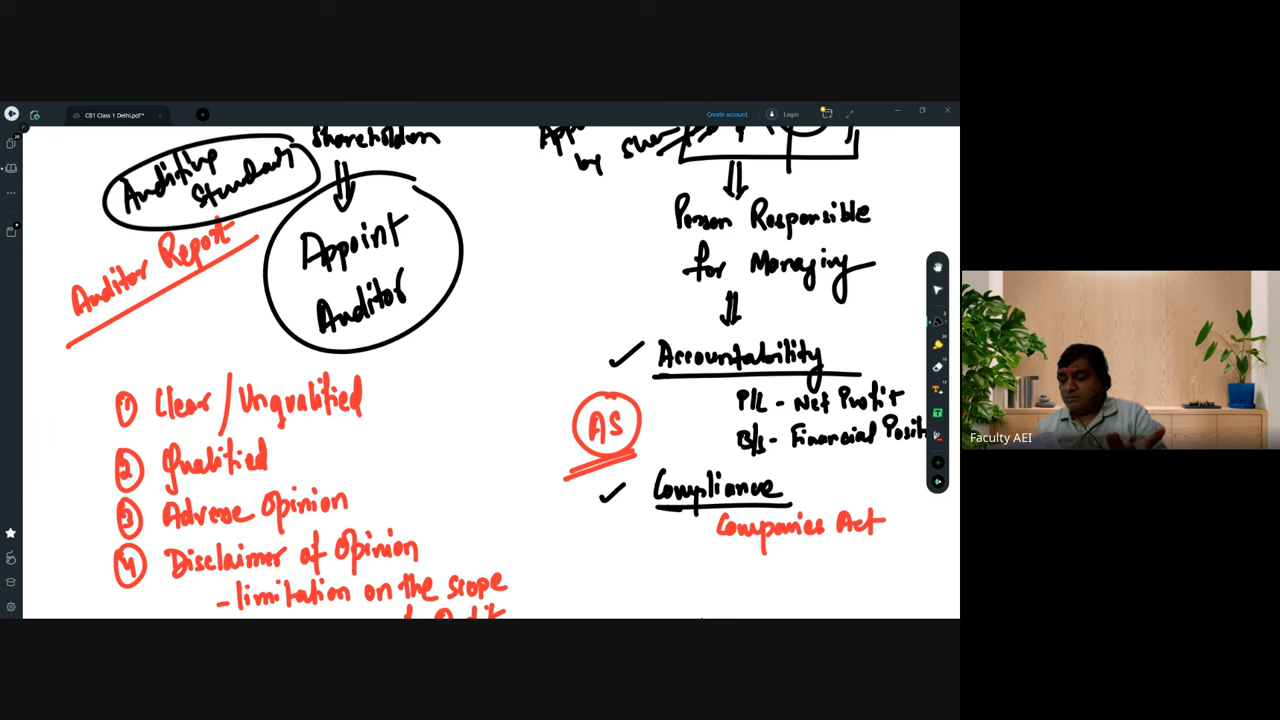 CB1 Class 1 Delhi.pdf*
Create account
Login
Shareholders
Auditing
Standards
Auditor Report
Appoint
Auditor
① Clear / Unqualified
② Qualified
③ Adverse Opinion
④ Disclaimer of Opinion
- limitation on the scope
by
Person Responsible
for Managing
Accountability
P/L - Net Profit
B/S - Financial Posit
AS
Compliance
Companies Act
Faculty AEI